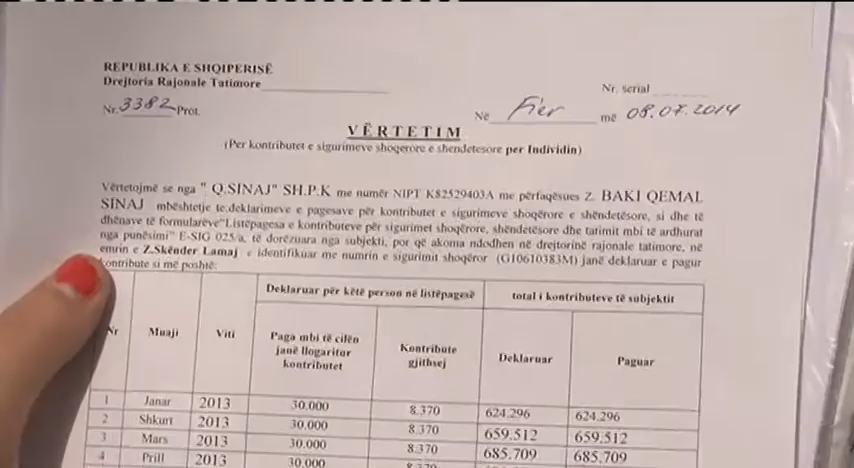 REPUBLIKA E SHQIPERISË
Drejtoria Rajonale Tatimore
Nr. serial
Nr. 3382 Prot.
Në Fier më 08.07.2014
VËRTETIM
(Për kontributet e sigurimeve shoqerore e shendetesore per Individin)
Vërtetojmë se nga " Q.SINAJ" SH.P.K me numër NIPT K82529403A me përfaqësues Z. BAKI QEMAL
SINAJ mbështetje te deklarimeve e pagesave për kontributet e sigurimeve shoqërore e shëndetësore, si dhe të
dhënave të formularëve"Listëpagesa e kontributeve për sigurimet shoqërore, shëndetësore dhe tatimit mbi të ardhurat
nga punësimi" E-SIG 025/a, të dorëzuara nga subjekti, por që akoma ndodhen në drejtorinë rajonale tatimore, në
emrin e Z.Skënder Lamaj e identifikuar me numrin e sigurimit shoqëror (G10610383M) janë deklaruar e pagur
kontribute si më poshtë:
Nr Muaji Viti Deklaruar për këtë person në listëpagesë total i kontributeve të subjektit
Paga mbi të cilën janë llogaritur kontributet Kontribute gjithsej Deklaruar Paguar
1 Janar 2013 30.000 8.370 624.296 624.296
2 Shkurt 2013 30.000 8.370 659.512 659.512
3 Mars 2013 30.000 8.370 685.709 685.709
4 Prill 2013 30.000 8.370